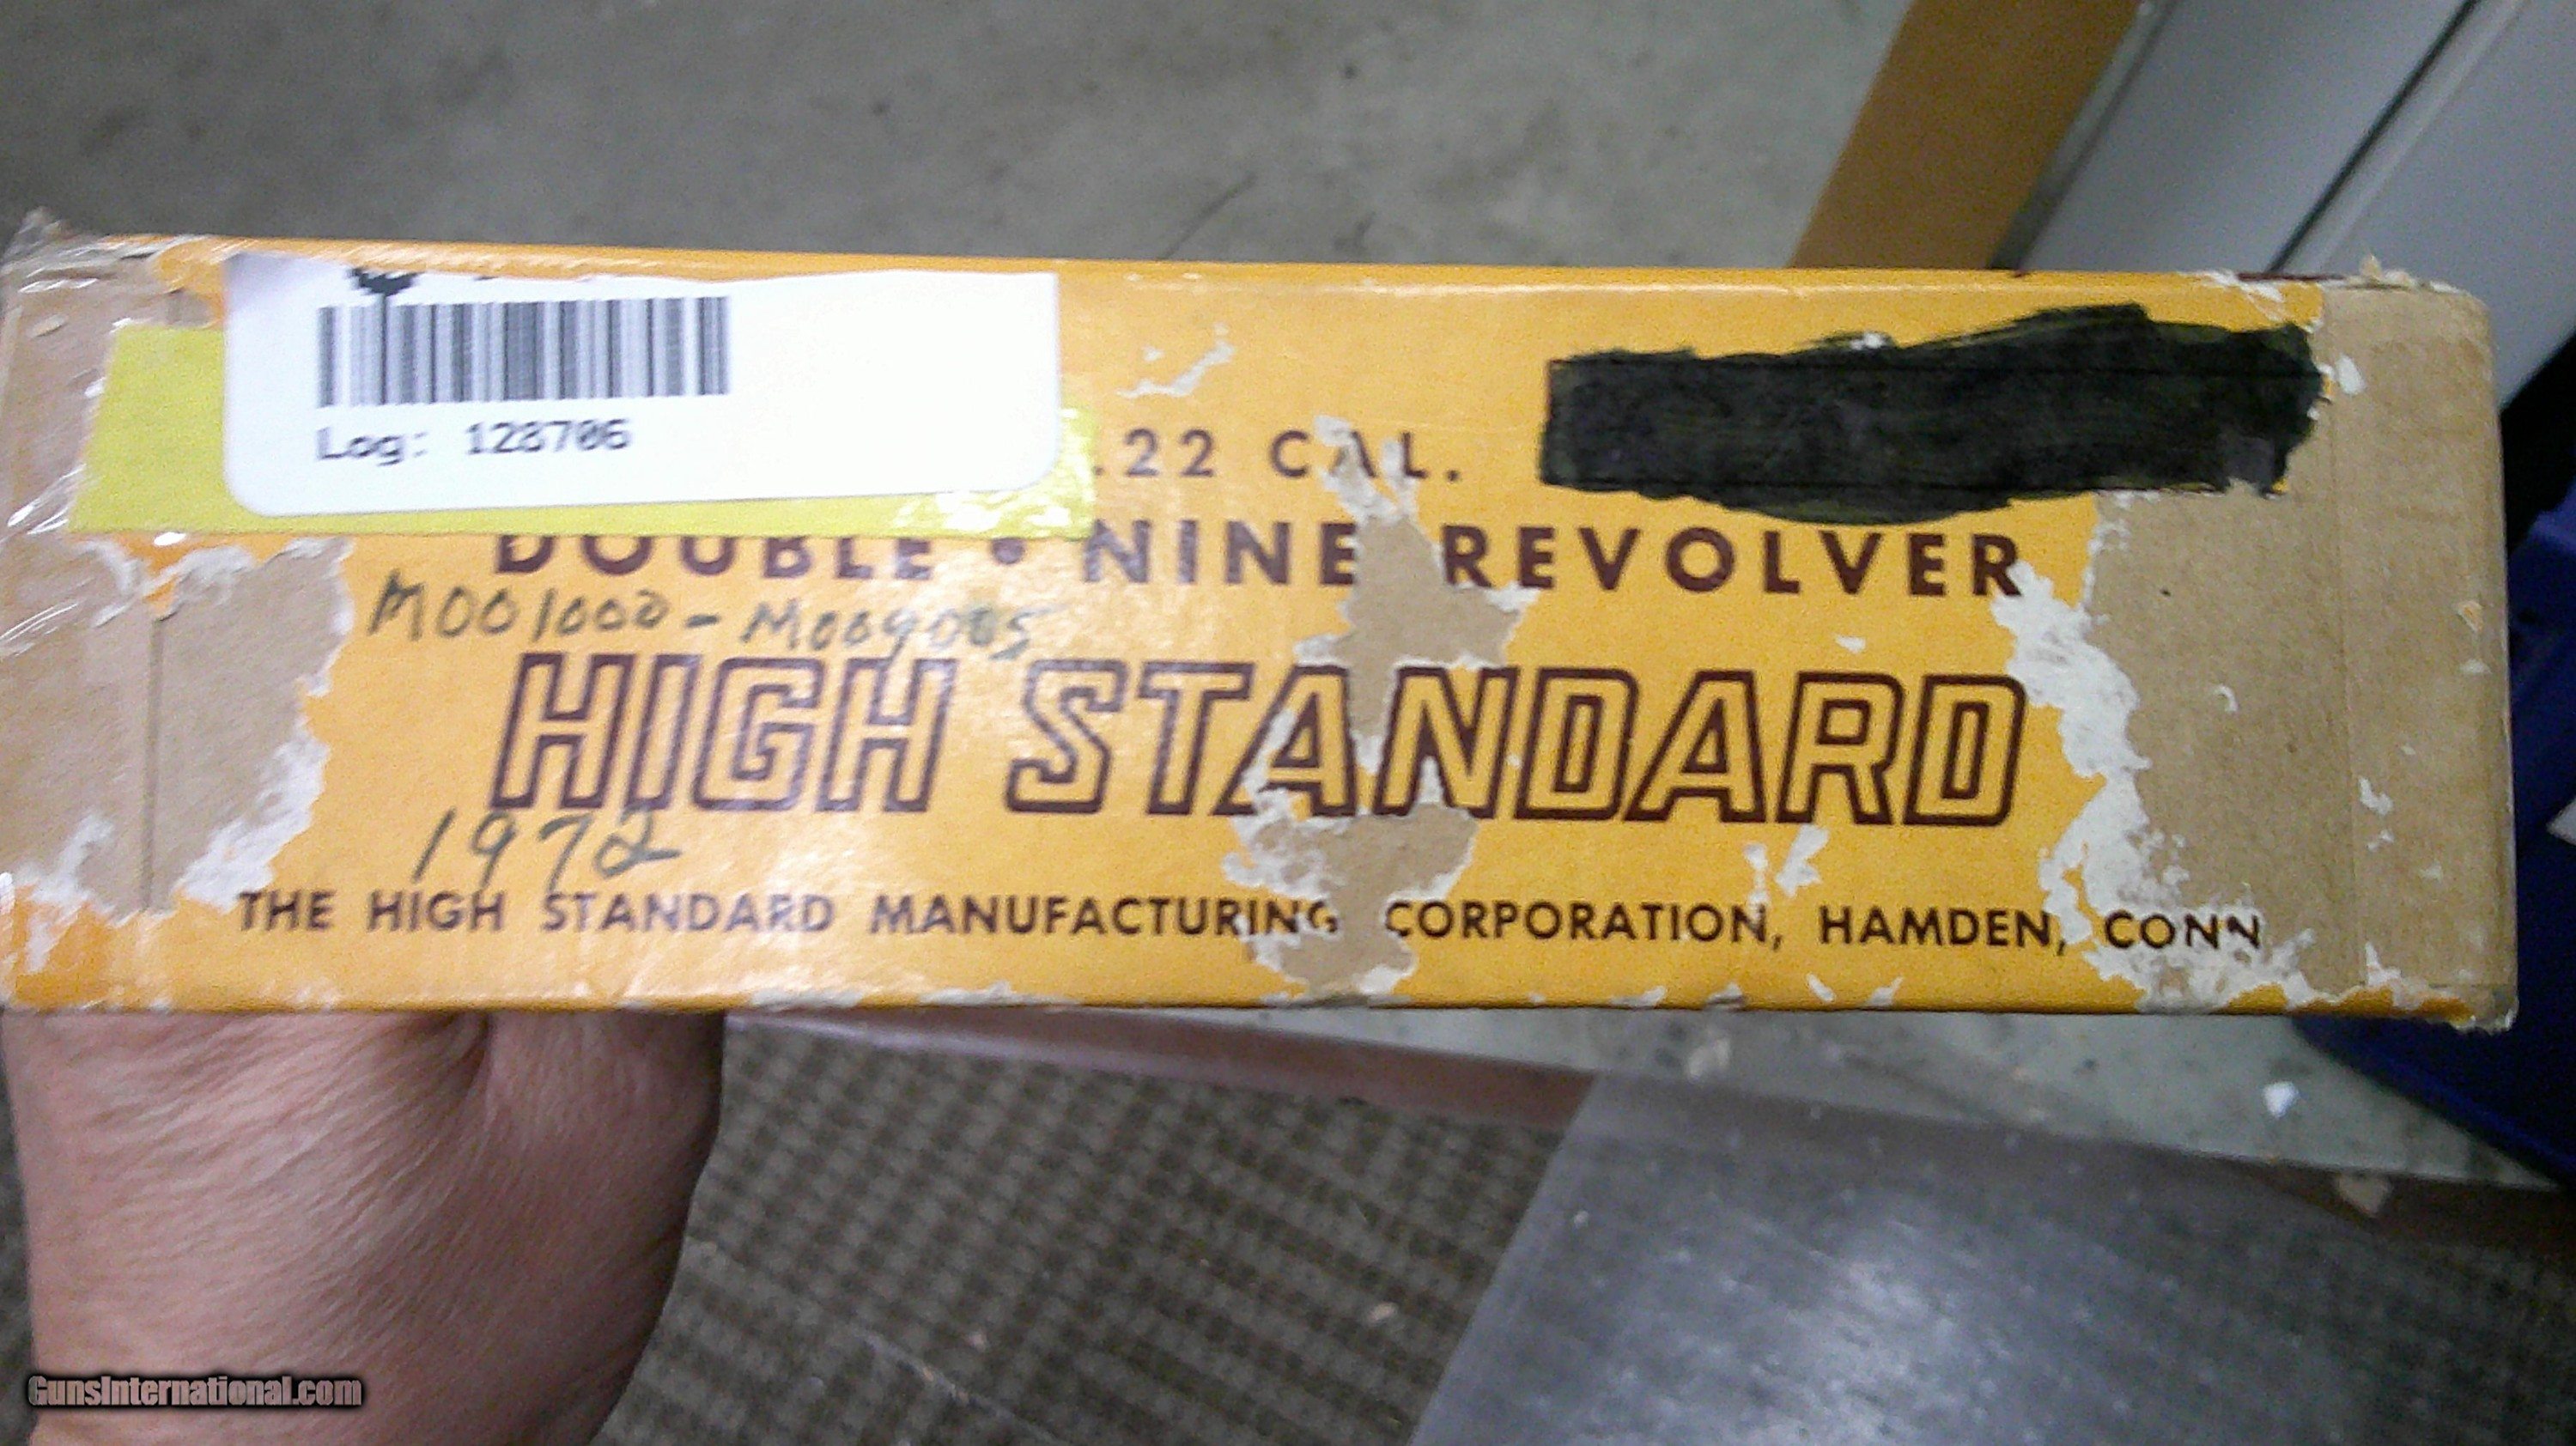 Log: 128706
.22 CAL.
DOUBLE • NINE REVOLVER
M001000 - M009005
HIGH STANDARD
1972
THE HIGH STANDARD MANUFACTURING CORPORATION, HAMDEN, CONN
GunsInternational.com